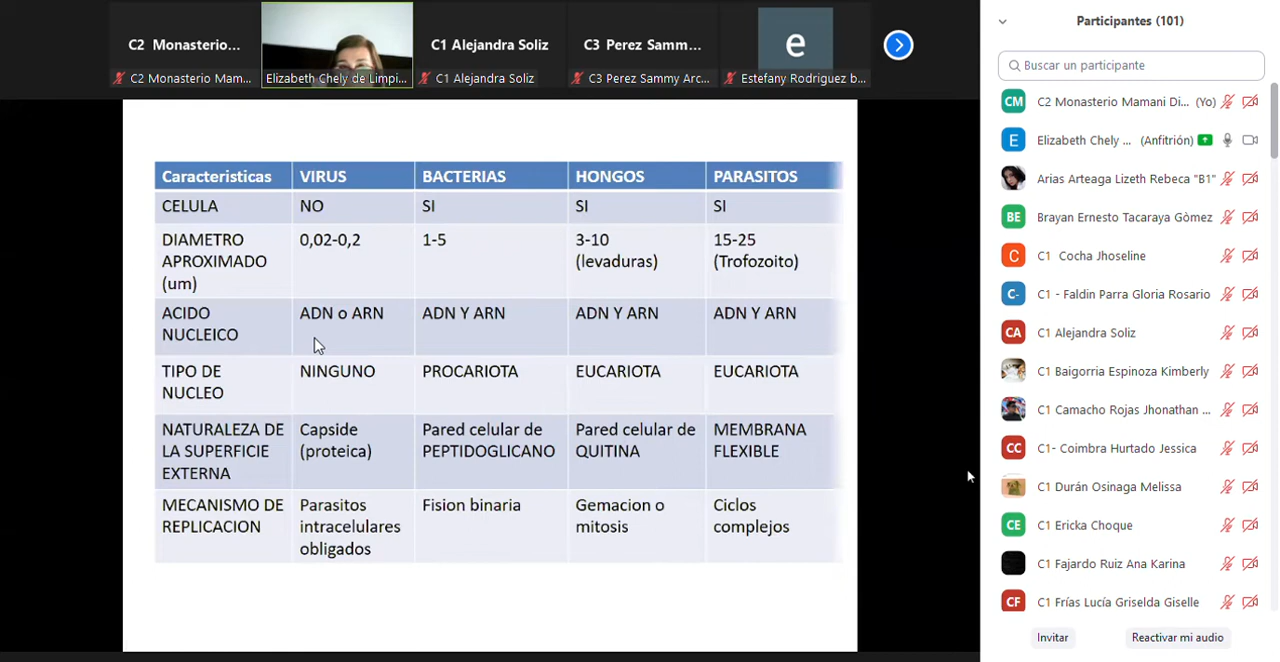 C2 Monasterio...
C1 Alejandra Soliz
C3 Perez Samm...
e
C2 Monasterio Mam...
Elizabeth Chely de Limpi...
C1 Alejandra Soliz
C3 Perez Sammy Arc...
Estefany Rodriguez b...
Caracteristicas VIRUS BACTERIAS HONGOS PARASITOS
CELULA NO SI SI SI
DIAMETRO 0,02-0,2 1-5 3-10 15-25
APROXIMADO (levaduras) (Trofozoito)
(um)
ACIDO ADN o ARN ADN Y ARN ADN Y ARN ADN Y ARN
NUCLEICO
TIPO DE NINGUNO PROCARIOTA EUCARIOTA EUCARIOTA
NUCLEO
NATURALEZA DE Capside Pared celular de Pared celular de MEMBRANA
LA SUPERFICIE (proteica) PEPTIDOGLICANO QUITINA FLEXIBLE
EXTERNA
MECANISMO DE Parasitos Fision binaria Gemacion o Ciclos
REPLICACION intracelulares mitosis complejos
obligados
Participantes (101)
Buscar un participante
CM C2 Monasterio Mamani Di... (Yo)
E Elizabeth Chely ... (Anfitrión)
Arias Arteaga Lizeth Rebeca "B1"
BE Brayan Ernesto Tacaraya Gòmez
C C1 Cocha Jhoseline
C- C1 - Faldin Parra Gloria Rosario
CA C1 Alejandra Soliz
C1 Baigorria Espinoza Kimberly
C1 Camacho Rojas Jhonathan ...
CC C1- Coimbra Hurtado Jessica
C1 Durán Osinaga Melissa
CE C1 Ericka Choque
C1 Fajardo Ruiz Ana Karina
CF C1 Frías Lucía Griselda Giselle
Invitar
Reactivar mi audio